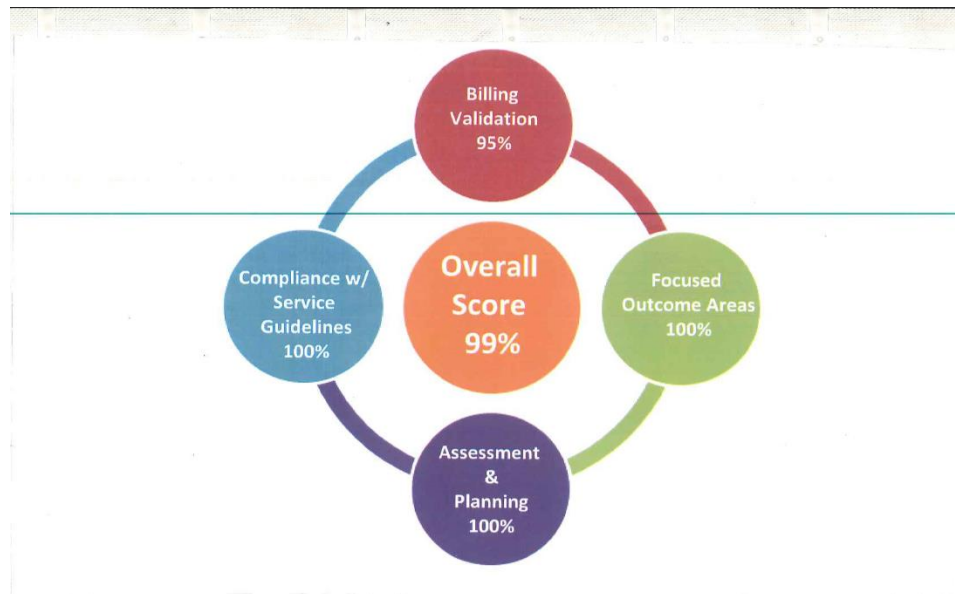 Billing
Validation
95%
Compliance w/
Service
Guidelines
100%
Overall
Score
99%
Focused
Outcome Areas
100%
Assessment
&
Planning
100%